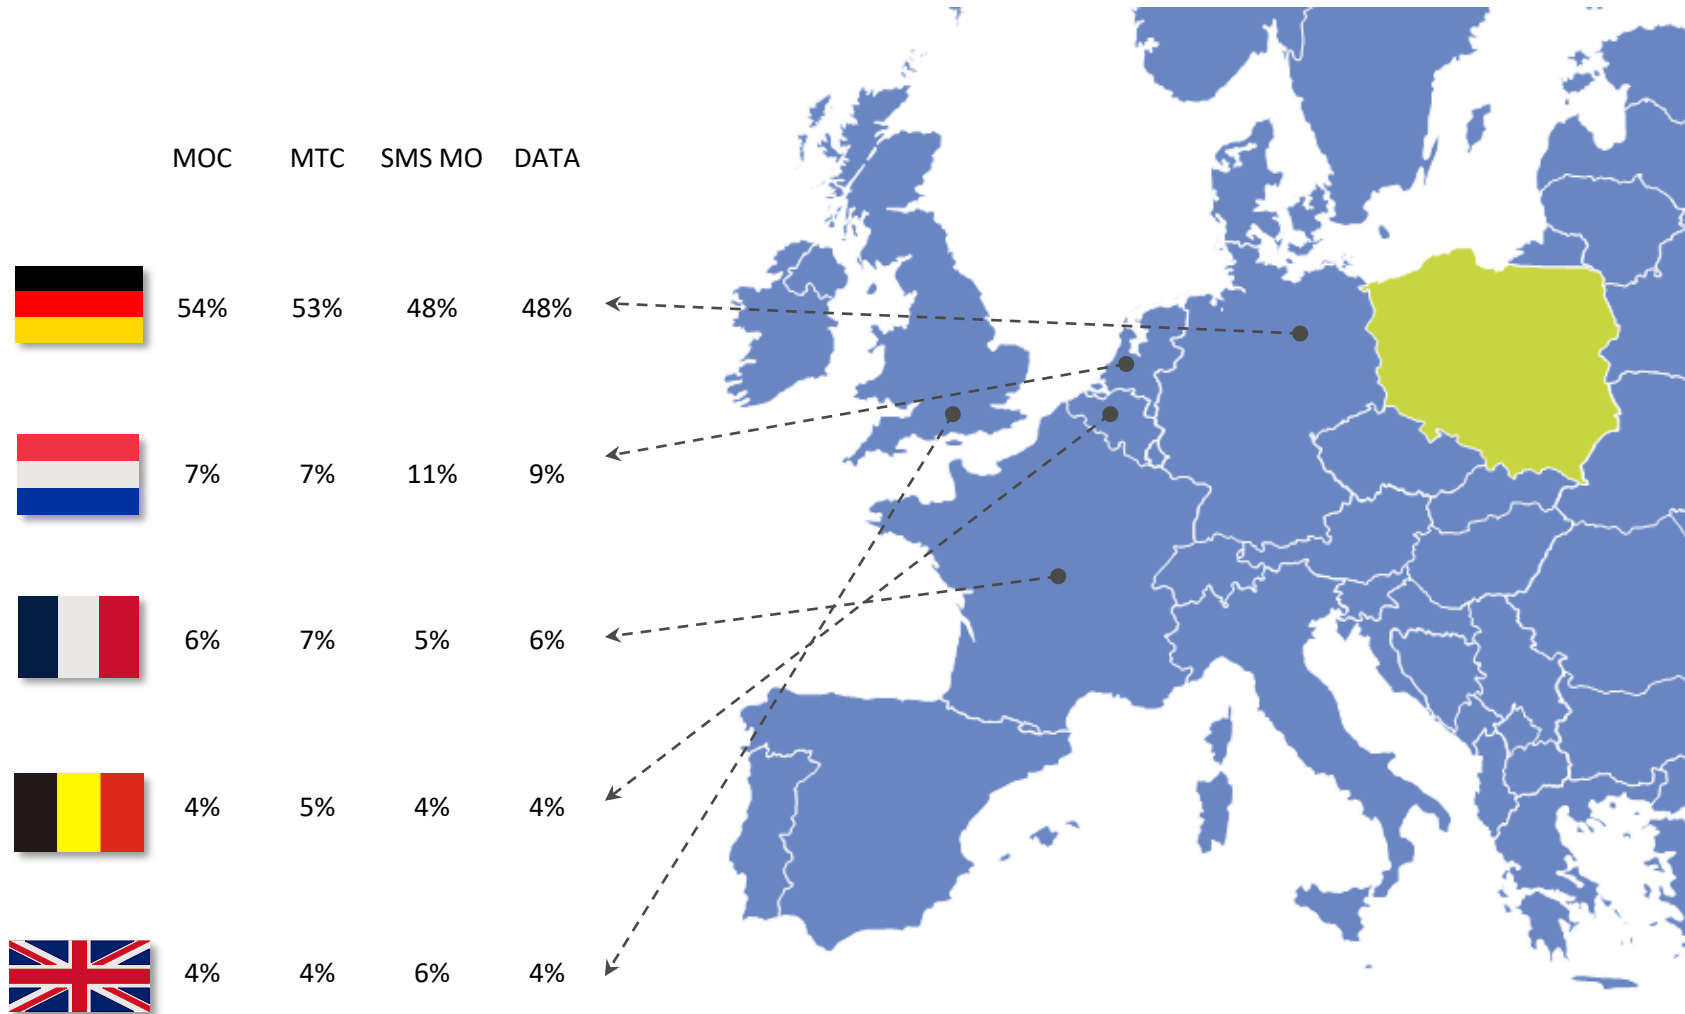 MOC MTC SMS MO DATA
54% 53% 48% 48%
7% 7% 11% 9%
6% 7% 5% 6%
4% 5% 4% 4%
4% 4% 6% 4%